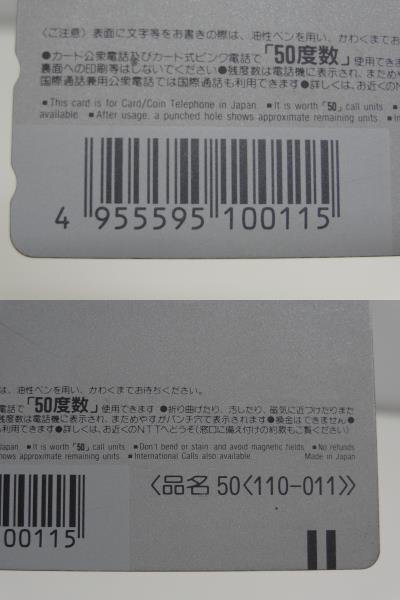 〈ご注意〉表面に文字等をお書きの際は、油性ペンを用い、かわくまでお
●カード公衆電話及びカード式ピンク電話で「50度数」使用でき
裏面への印刷等はしないでください●残度数は電話機に表示され、まためや
国際通話兼用公衆電話では国際通話も利用できます●詳しくは、お近くのN
■This card is for Card/Coin Telephone in Japan. ■It is worth「50」call units.
available. ■After usage, a punched hole shows approximate remaining units. ■In
4 955595 100115
は、油性ペンを用い、かわくまでお待ちください。
電話で「50度数」使用できます ●折り曲げたり、汚したり、磁気に近づけたりまた
残度数は電話機に表示され、まためやすがパンチ穴で表示されます●換金はできません●
も利用できます●詳しくは、お近くのNTTへどうぞ(窓口に備え付けの約款もご覧ください)
Japan. ■It is worth「50」call units. ■Don't bend or stain and avoid magnetic fields. ■No refunds
shows approximate remaining units. ■International Calls also available. Made in Japan
00115
〈品名 50〈110-011〉〉